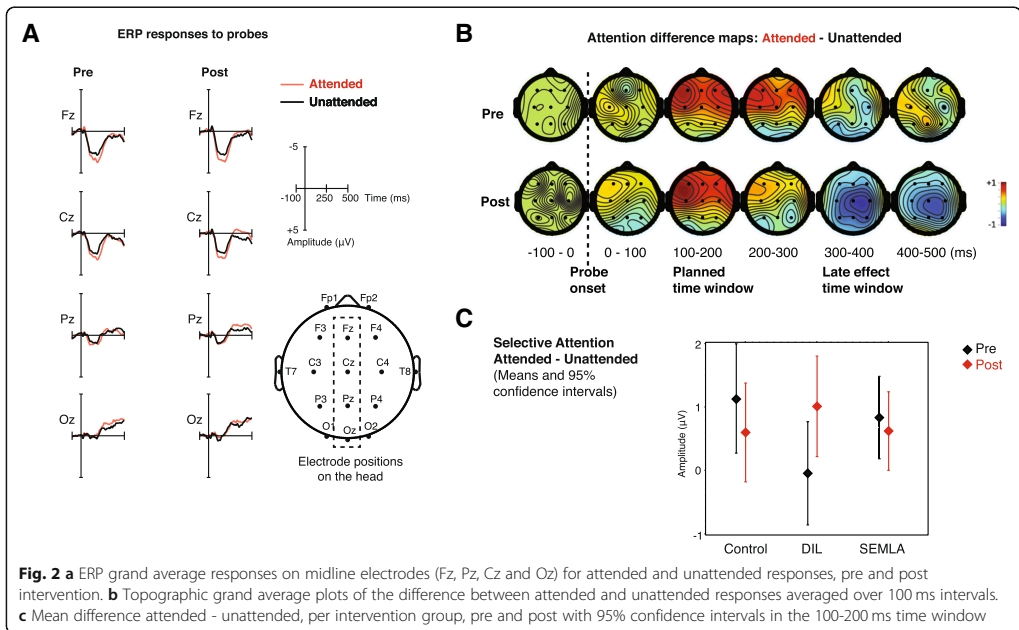 A
ERP responses to probes
Pre
Post
Attended
Unattended
Fz
Fz
-5
-100
0
250
500
Time (ms)
+5
Amplitude (µV)
Cz
Cz
Pz
Pz
Oz
Oz
Fp1
Fp2
F3
Fz
F4
T7
C3
Cz
C4
T8
P3
Pz
P4
O1
Oz
O2
Electrode positions
on the head
B
Attention difference maps: Attended - Unattended
Pre
Post
+1
-1
-100 - 0
0 - 100
100-200
200-300
300-400
400-500 (ms)
Probe
onset
Planned
time window
Late effect
time window
C
Selective Attention
Attended - Unattended
(Means and 95%
confidence intervals)
Amplitude (µV)
2
1
0
-1
Control
DIL
SEMLA
Pre
Post
Fig. 2 a ERP grand average responses on midline electrodes (Fz, Pz, Cz and Oz) for attended and unattended responses, pre and post
intervention. b Topographic grand average plots of the difference between attended and unattended responses averaged over 100 ms intervals.
c Mean difference attended - unattended, per intervention group, pre and post with 95% confidence intervals in the 100-200 ms time window